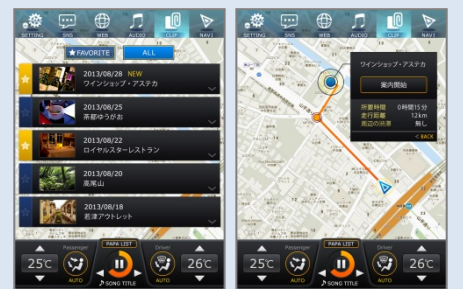 SETTING
SNS
WEB
AUDIO
CLIP
NAVI
★FAVORITE
ALL
2013/08/28 NEW
ワインショップ・アステカ
2013/08/25
茶都ゆうがお
2013/08/22
ロイヤルスターレストラン
2013/08/20
高尾山
2013/08/18
若津アウトレット
Passenger
PAPA LIST
Driver
25℃
AUTO
SONG TITLE
AUTO
26℃
SETTING
SNS
WEB
AUDIO
CLIP
NAVI
ワインショップ・アステカ
案内開始
所要時間 0時間15分
走行距離 12km
周辺の渋滞 無し
< BACK
Passenger
PAPA LIST
Driver
25℃
AUTO
SONG TITLE
AUTO
26℃